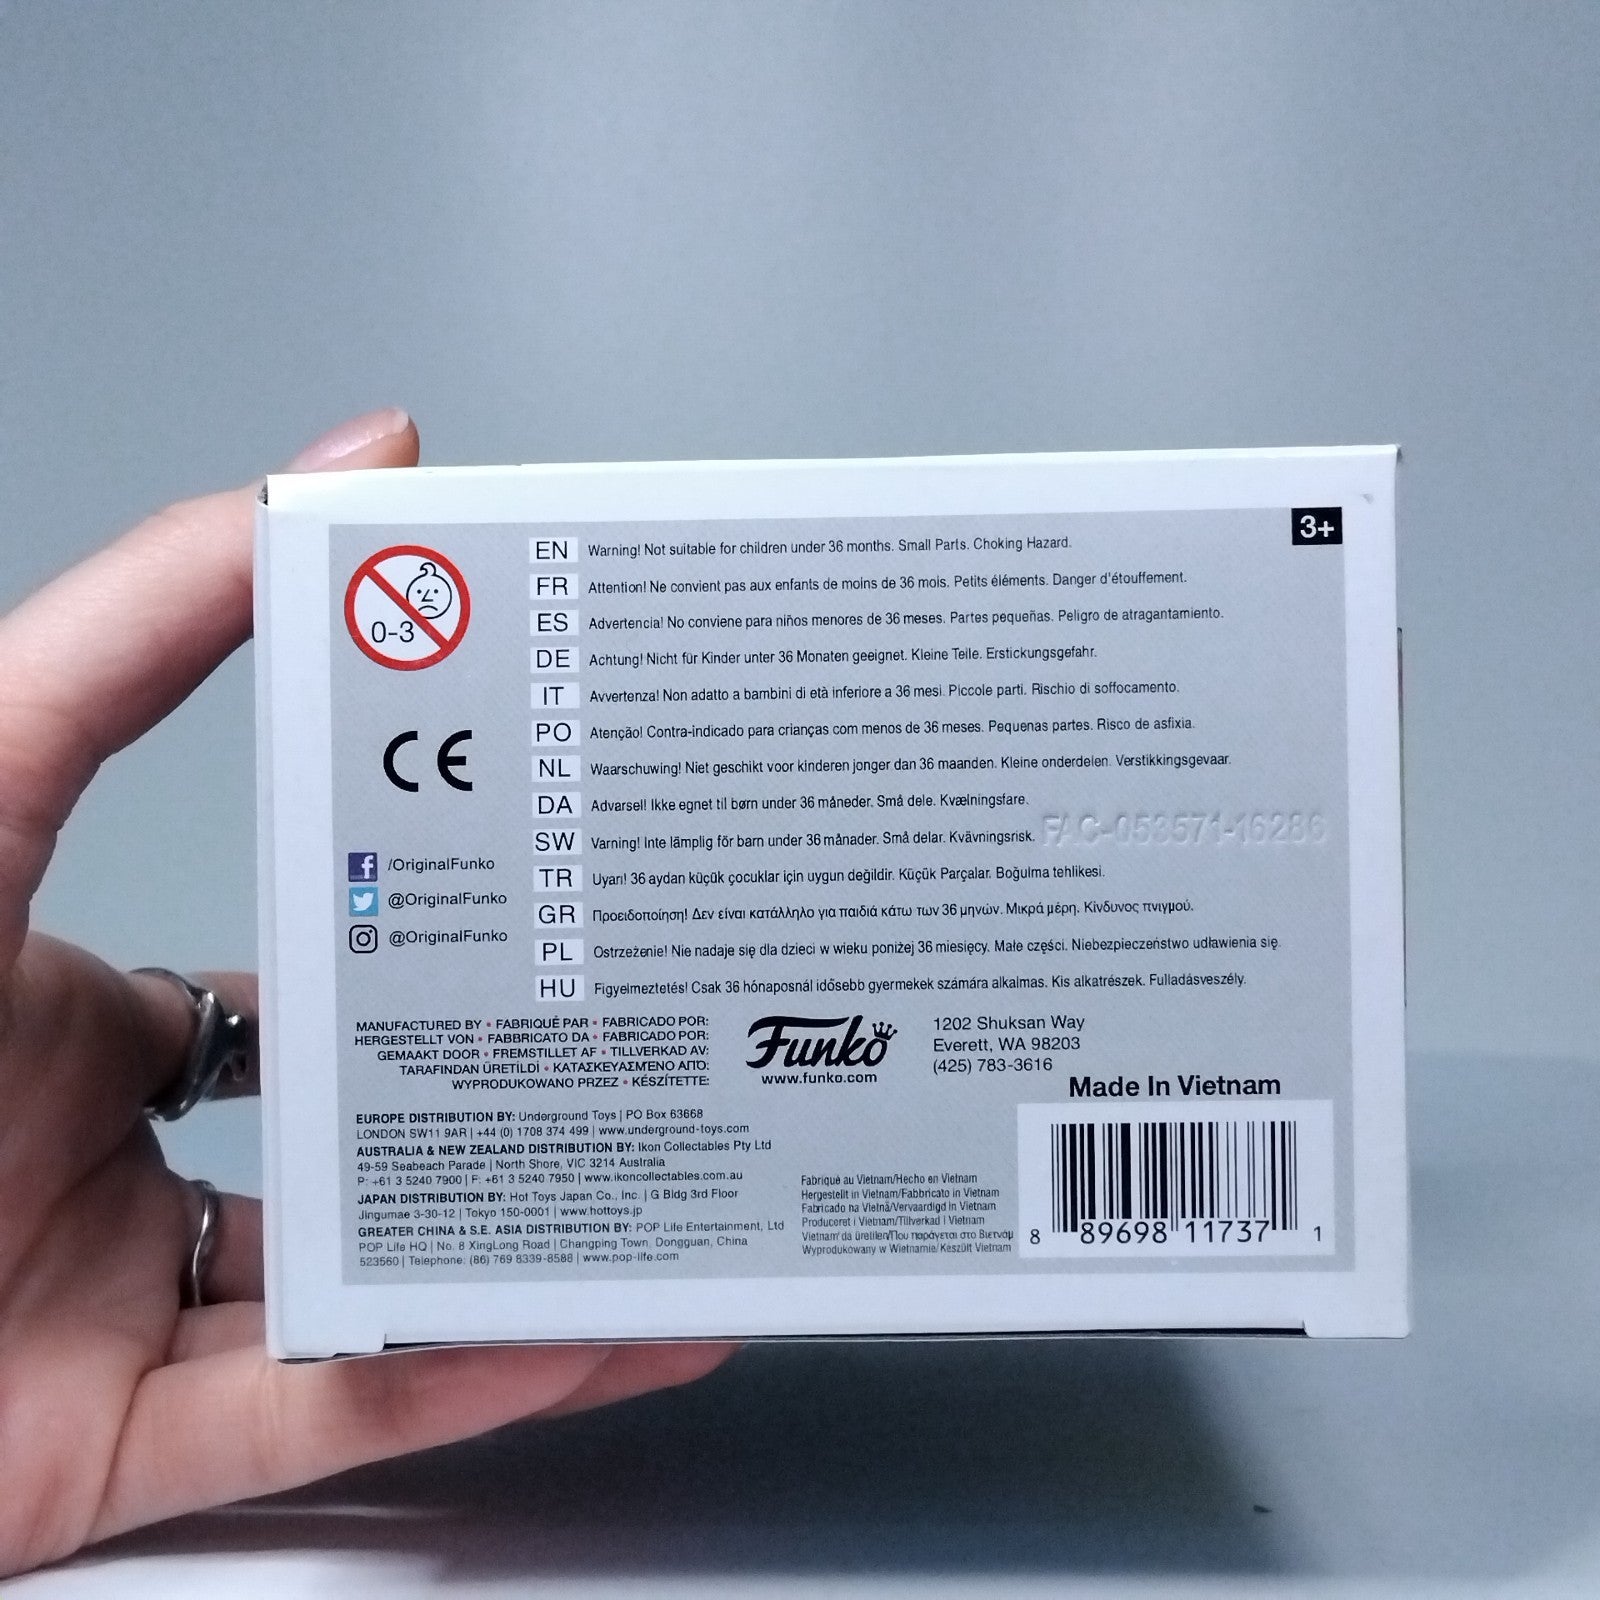 3+
0-3
EN Warning! Not suitable for children under 36 months. Small Parts. Choking Hazard.
FR Attention! Ne convient pas aux enfants de moins de 36 mois. Petits éléments. Danger d'étouffement.
ES Advertencia! No conviene para niños menores de 36 meses. Partes pequeñas. Peligro de atragantamiento.
DE Achtung! Nicht für Kinder unter 36 Monaten geeignet. Kleine Teile. Erstickungsgefahr.
IT Avvertenza! Non adatto a bambini di età inferiore a 36 mesi. Piccole parti. Rischio di soffocamento.
PO Atenção! Contra-indicado para crianças com menos de 36 meses. Pequenas partes. Risco de asfixia.
NL Waarschuwing! Niet geschikt voor kinderen jonger dan 36 maanden. Kleine onderdelen. Verstikkingsgevaar.
DA Advarsel! Ikke egnet til børn under 36 måneder. Små dele. Kvælningsfare.
SW Varning! Inte lämplig för barn under 36 månader. Små delar. Kvävningsrisk.
FAC-053571-16286
TR Uyarı! 36 aydan küçük çocuklar için uygun değildir. Küçük Parçalar. Boğulma tehlikesi.
GR Προειδοποίηση! Δεν είναι κατάλληλο για παιδιά κάτω των 36 μηνών. Μικρά μέρη. Κίνδυνος πνιγμού.
PL Ostrzeżenie! Nie nadaje się dla dzieci w wieku poniżej 36 miesięcy. Małe części. Niebezpieczeństwo udławienia się.
HU Figyelmeztetés! Csak 36 hónaposnál idősebb gyermekek számára alkalmas. Kis alkatrészek. Fulladásveszély.
CE
/OriginalFunko
@OriginalFunko
@OriginalFunko
MANUFACTURED BY • FABRIQUÉ PAR • FABRICADO POR:
HERGESTELLT VON • FABBRICATO DA • FABRICADO POR:
GEMAAKT DOOR • FREMSTILLET AF • TILLVERKAD AV:
TARAFINDAN ÜRETILDI • ΚΑΤΑΣΚΕΥΑΣΜΕΝΟ ΑΠΌ:
WYPRODUKOWANO PRZEZ • KÉSZÍTETTE:
Funko
www.funko.com
1202 Shuksan Way
Everett, WA 98203
(425) 783-3616
Made In Vietnam
EUROPE DISTRIBUTION BY: Underground Toys | PO Box 63668
LONDON SW11 9AR | +44 (0) 1708 374 499 | www.underground-toys.com
AUSTRALIA & NEW ZEALAND DISTRIBUTION BY: Ikon Collectables Pty Ltd
49-59 Seabeach Parade | North Shore, VIC 3214 Australia
P: +61 3 5240 7900 | F: +61 3 5240 7950 | www.ikoncollectables.com.au
JAPAN DISTRIBUTION BY: Hot Toys Japan Co., Inc. | G Bldg 3rd Floor
Jingumae 3-30-12 | Tokyo 150-0001 | www.hottoys.jp
GREATER CHINA & S.E. ASIA DISTRIBUTION BY: POP Life Entertainment, Ltd
POP Life HQ | No. 8 XingLong Road | Changping Town, Dongguan, China
523560 | Telephone: (86) 769 8339-8588 | www.pop-life.com
Fabriqué au Vietnam/Hecho en Vietnam
Hergestellt in Vietnam/Fabbricato in Vietnam
Fabricado na Vietnã/Vervaardigd in Vietnam
Produceret i Vietnam/Tillverkad i Vietnam
Vietnam'da üretilen/Που παράγεται στο Βιετνάμ
Wyprodukowany w Wietnamie/Készült Vietnam
8 89698 11737 1